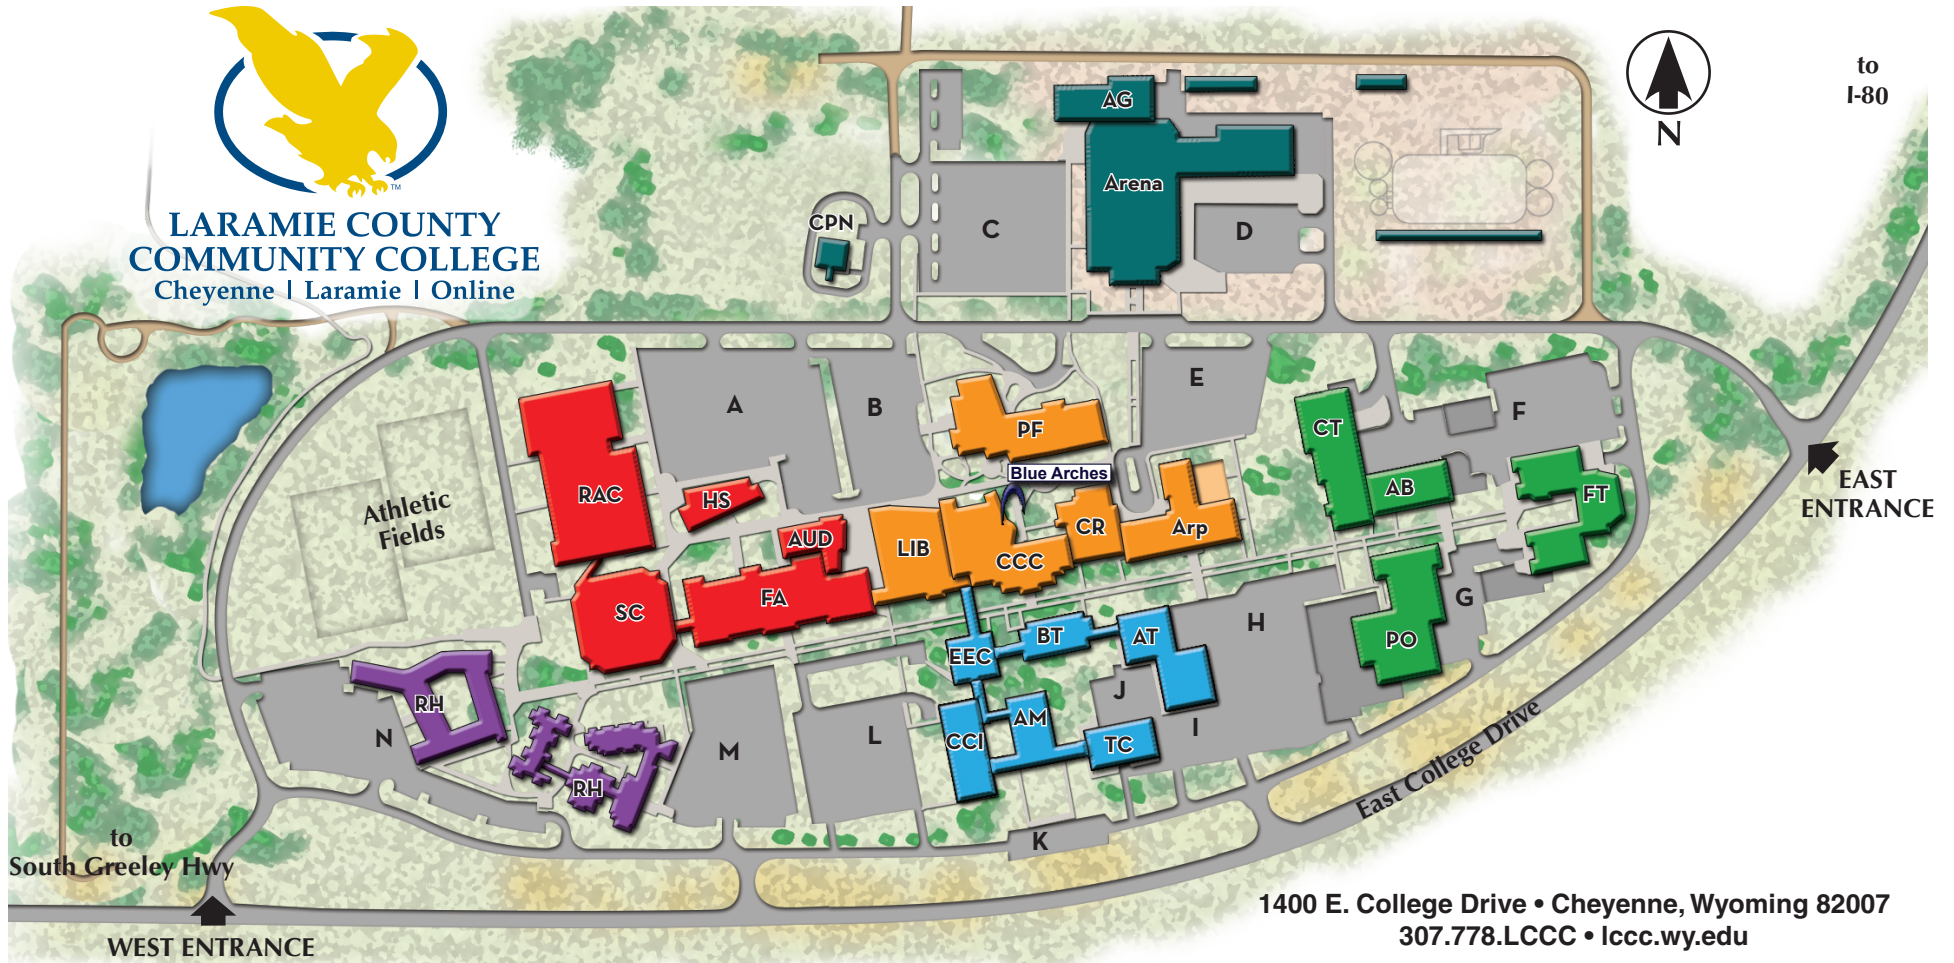 LARAMIE COUNTY
COMMUNITY COLLEGE
Cheyenne | Laramie | Online
TM
N
to
I-80
AG
Arena
CPN
C
D
A
B
E
F
PF
CT
Blue Arches
AB
FT
EAST
ENTRANCE
RAC
HS
Athletic
Fields
AUD
LIB
CCC
CR
Arp
SC
FA
G
H
PO
EEC
BT
AT
J
RH
N
AM
CCI
TC
I
M
L
RH
K
East College Drive
to
South Greeley Hwy
WEST ENTRANCE
1400 E. College Drive • Cheyenne, Wyoming 82007
307.778.LCCC • lccc.wy.edu